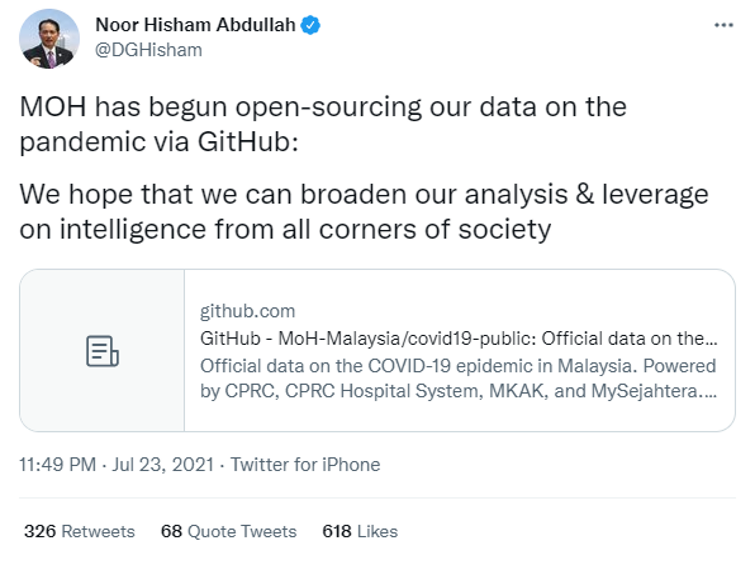 Noor Hisham Abdullah
@DGHisham
MOH has begun open-sourcing our data on the
pandemic via GitHub:
We hope that we can broaden our analysis & leverage
on intelligence from all corners of society
github.com
GitHub - MoH-Malaysia/covid19-public: Official data on the...
Official data on the COVID-19 epidemic in Malaysia. Powered
by CPRC, CPRC Hospital System, MKAK, and MySejahtera....
11:49 PM · Jul 23, 2021 · Twitter for iPhone
326 Retweets 68 Quote Tweets 618 Likes